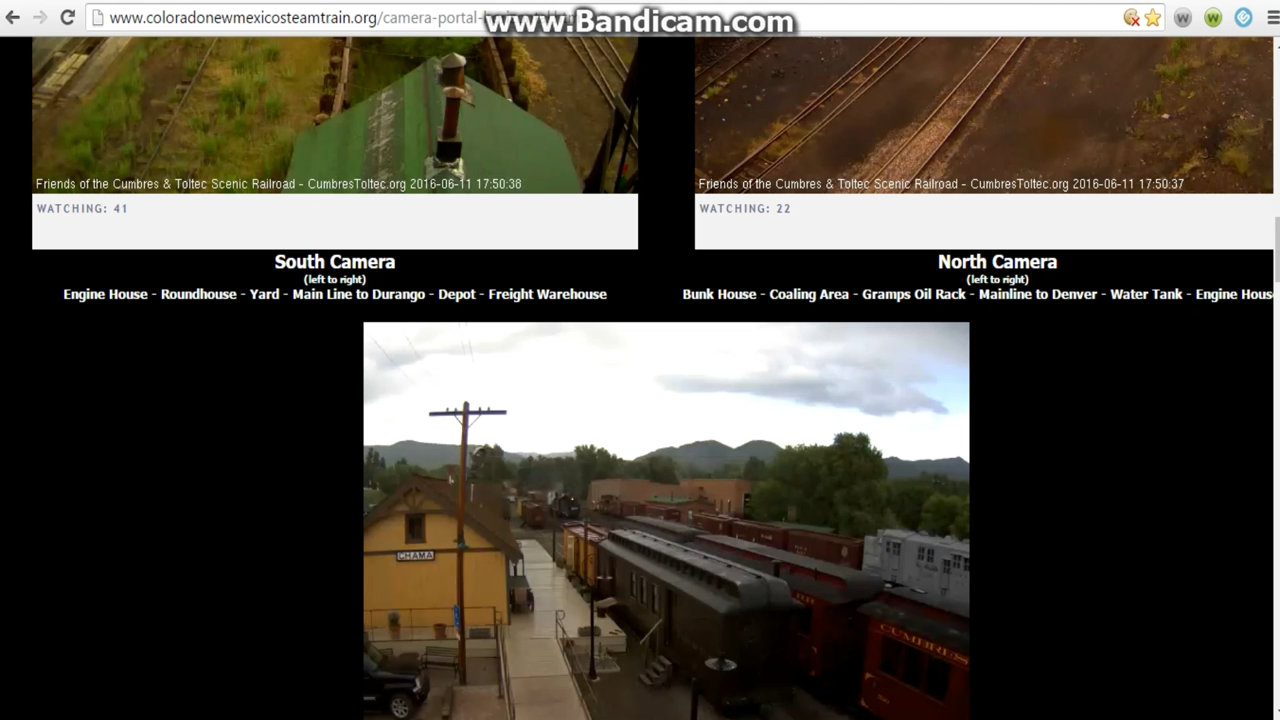 www.coloradonewmexicosteamtrain.org/camera-portal-
www.Bandicam.com
Friends of the Cumbres & Toltec Scenic Railroad - CumbresToltec.org 2016-06-11 17:50:38
WATCHING: 41
South Camera
(left to right)
Engine House - Roundhouse - Yard - Main Line to Durango - Depot - Freight Warehouse
Friends of the Cumbres & Toltec Scenic Railroad - CumbresToltec.org 2016-06-11 17:50:37
WATCHING: 22
North Camera
(left to right)
Bunk House - Coaling Area - Gramps Oil Rack - Mainline to Denver - Water Tank - Engine Hous
CHAMA
CUMBRES